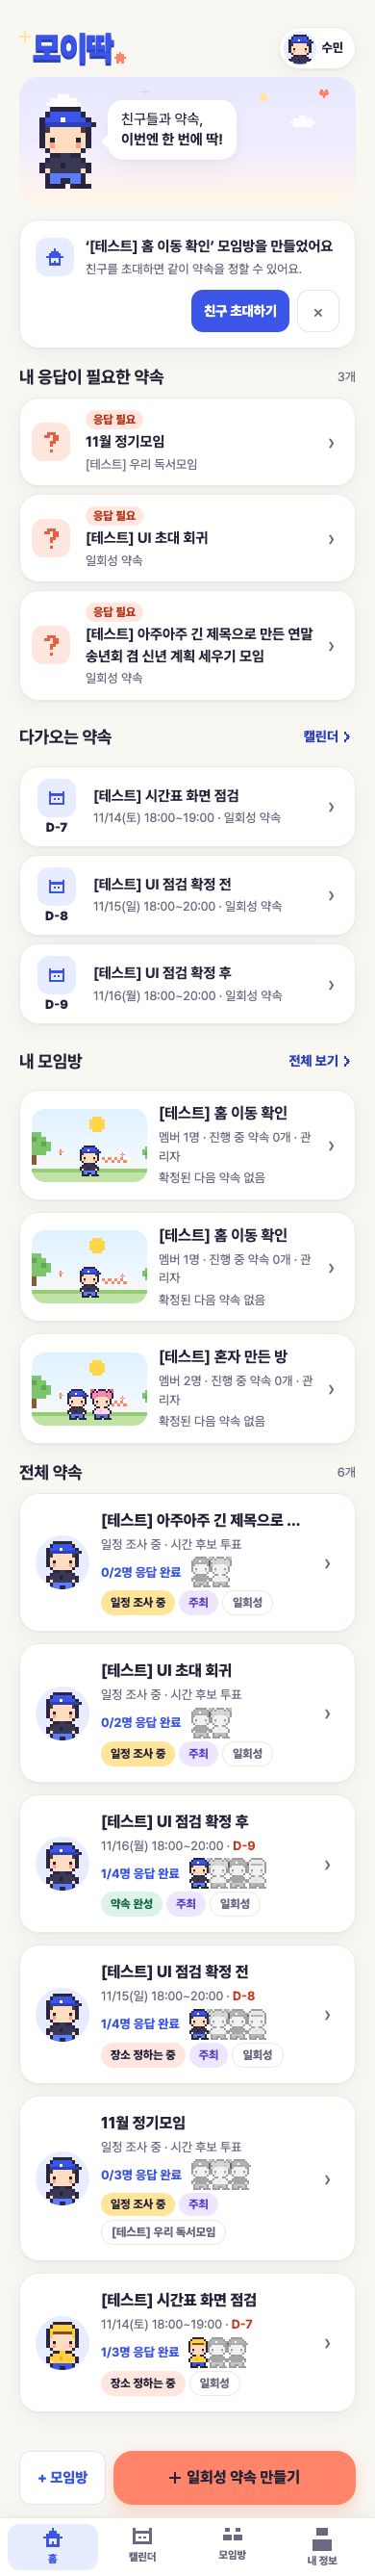 모이딱
수민
친구들과 약속,
이번엔 한 번에 딱!
‘[테스트] 홈 이동 확인’ 모임방을 만들었어요
친구를 초대하면 같이 약속을 정할 수 있어요.
친구 초대하기 ×
내 응답이 필요한 약속 3개
응답 필요
11월 정기모임
[테스트] 우리 독서모임
응답 필요
[테스트] UI 초대 회귀
일회성 약속
응답 필요
[테스트] 아주아주 긴 제목으로 만든 연말
송년회 겸 신년 계획 세우기 모임
일회성 약속
다가오는 약속 캘린더 >
D-7
[테스트] 시간표 화면 점검
11/14(토) 18:00~19:00 · 일회성 약속
D-8
[테스트] UI 점검 확정 전
11/15(일) 18:00~20:00 · 일회성 약속
D-9
[테스트] UI 점검 확정 후
11/16(월) 18:00~20:00 · 일회성 약속
내 모임방 전체 보기 >
[테스트] 홈 이동 확인
멤버 1명 · 진행 중 약속 0개 · 관
리자
확정된 다음 약속 없음
[테스트] 홈 이동 확인
멤버 1명 · 진행 중 약속 0개 · 관
리자
확정된 다음 약속 없음
[테스트] 혼자 만든 방
멤버 2명 · 진행 중 약속 0개 · 관
리자
확정된 다음 약속 없음
전체 약속 6개
[테스트] 아주아주 긴 제목으로 ...
일정 조사 중 · 시간 후보 투표
0/2명 응답 완료
일정 조사 중 주최 일회성
[테스트] UI 초대 회귀
일정 조사 중 · 시간 후보 투표
0/2명 응답 완료
일정 조사 중 주최 일회성
[테스트] UI 점검 확정 후
11/16(월) 18:00~20:00 · D-9
1/4명 응답 완료
약속 완성 주최 일회성
[테스트] UI 점검 확정 전
11/15(일) 18:00~20:00 · D-8
1/4명 응답 완료
장소 정하는 중 주최 일회성
11월 정기모임
일정 조사 중 · 시간 후보 투표
0/3명 응답 완료
일정 조사 중 주최
[테스트] 우리 독서모임
[테스트] 시간표 화면 점검
11/14(토) 18:00~19:00 · D-7
1/3명 응답 완료
장소 정하는 중 일회성
+ 모임방 + 일회성 약속 만들기
홈 캘린더 모임방 내 정보